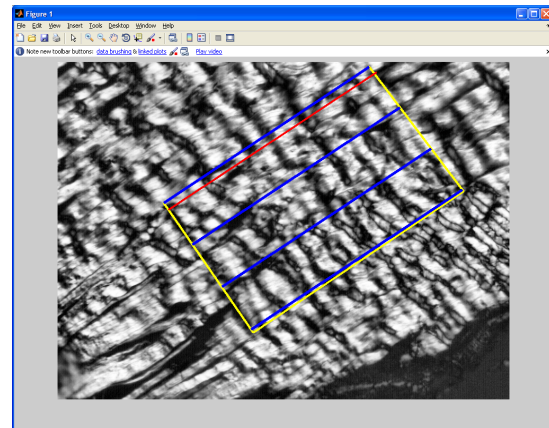 Figure 1
File Edit View Insert Tools Desktop Window Help
Note new toolbar buttons: data brushing & linked plots Play video